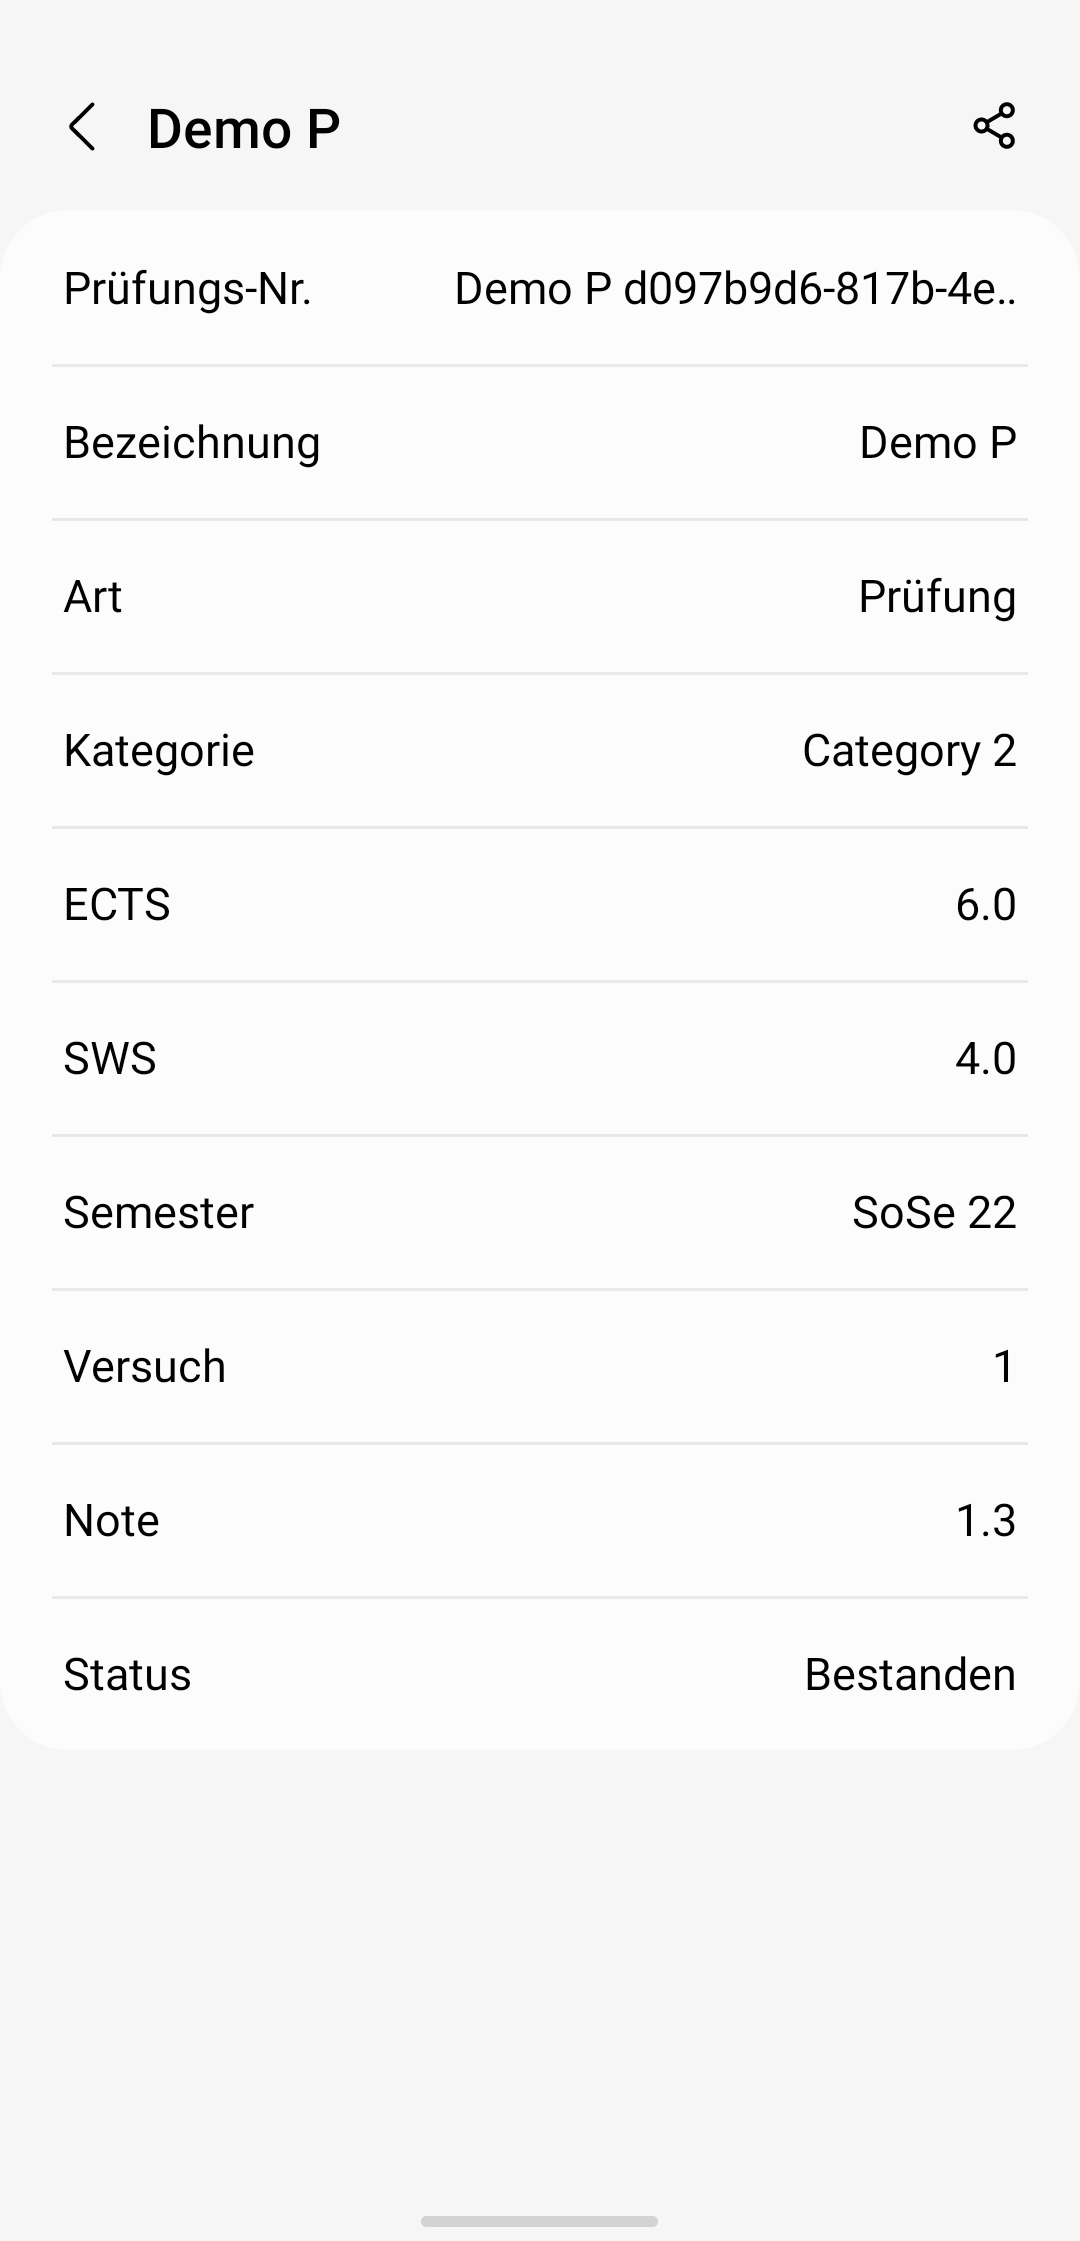 Demo P
Prüfungs-Nr. Demo P d097b9d6-817b-4e..
Bezeichnung Demo P
Art Prüfung
Kategorie Category 2
ECTS 6.0
SWS 4.0
Semester SoSe 22
Versuch 1
Note 1.3
Status Bestanden